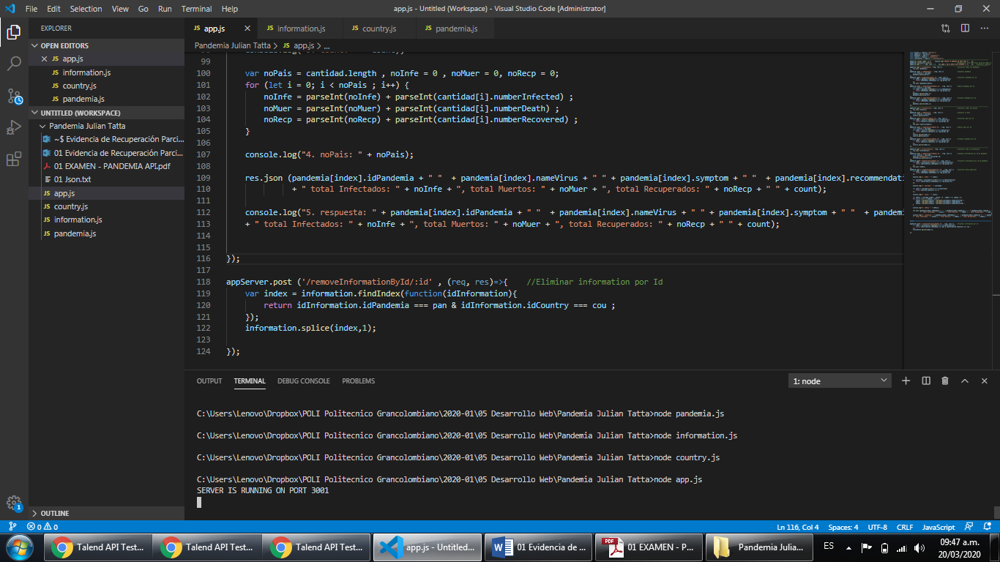 File Edit Selection View Go Run Terminal Help app.js - Untitled (Workspace) - Visual Studio Code [Administrator]
EXPLORER
OPEN EDITORS
app.js
information.js
country.js
pandemia.js
UNTITLED (WORKSPACE)
Pandemia Julian Tatta
~$ Evidencia de Recuperación Parci...
01 Evidencia de Recuperación Parci...
01 EXAMEN - PANDEMIA API.pdf
01 Json.txt
app.js
country.js
information.js
pandemia.js
OUTLINE
app.js information.js country.js pandemia.js
Pandemia Julian Tatta > app.js > ...
99
100 var noPais = cantidad.length , noInfe = 0 , noMuer = 0, noRecp = 0;
101 for (let i = 0; i < noPais ; i++) {
102 noInfe = parseInt(noInfe) + parseInt(cantidad[i].numberInfected) ;
103 noMuer = parseInt(noMuer) + parseInt(cantidad[i].numberDeath) ;
104 noRecp = parseInt(noRecp) + parseInt(cantidad[i].numberRecovered) ;
105 }
106
107 console.log("4. noPais: " + noPais);
108
109 res.json (pandemia[index].idPandemia + " " + pandemia[index].nameVirus + " " + pandemia[index].symptom + " " + pandemia[index].recommendati
110 + " total Infectados: " + noInfe + ", total Muertos: " + noMuer + ", total Recuperados: " + noRecp + " " + count);
111
112 console.log("5. respuesta: " + pandemia[index].idPandemia + " " + pandemia[index].nameVirus + " " + pandemia[index].symptom + " " + pandem
113 + " total Infectados: " + noInfe + ", total Muertos: " + noMuer + ", total Recuperados: " + noRecp + " " + count);
114
115
116 });
117
118 appServer.post ('/removeInformationById/:id' , (req, res)=>{ //Eliminar information por Id
119 var index = information.findIndex(function(idInformation){
120 return idInformation.idPandemia === pan & idInformation.idCountry === cou ;
121 });
122 information.splice(index,1);
123
124 });
OUTPUT TERMINAL DEBUG CONSOLE PROBLEMS 1: node
C:\Users\Lenovo\Dropbox\POLI Politecnico Grancolombiano\2020-01\05 Desarrollo Web\Pandemia Julian Tatta>node pandemia.js
C:\Users\Lenovo\Dropbox\POLI Politecnico Grancolombiano\2020-01\05 Desarrollo Web\Pandemia Julian Tatta>node information.js
C:\Users\Lenovo\Dropbox\POLI Politecnico Grancolombiano\2020-01\05 Desarrollo Web\Pandemia Julian Tatta>node country.js
C:\Users\Lenovo\Dropbox\POLI Politecnico Grancolombiano\2020-01\05 Desarrollo Web\Pandemia Julian Tatta>node app.js
SERVER IS RUNNING ON PORT 3001
1
0 0 Ln 116, Col 4 Spaces: 4 UTF-8 CRLF JavaScript
Talend API Test... Talend API Test... Talend API Test... app.js - Untitled... 01 Evidencia de ... 01 EXAMEN - P... Pandemia Julia... ES 09:47 a.m.
20/03/2020